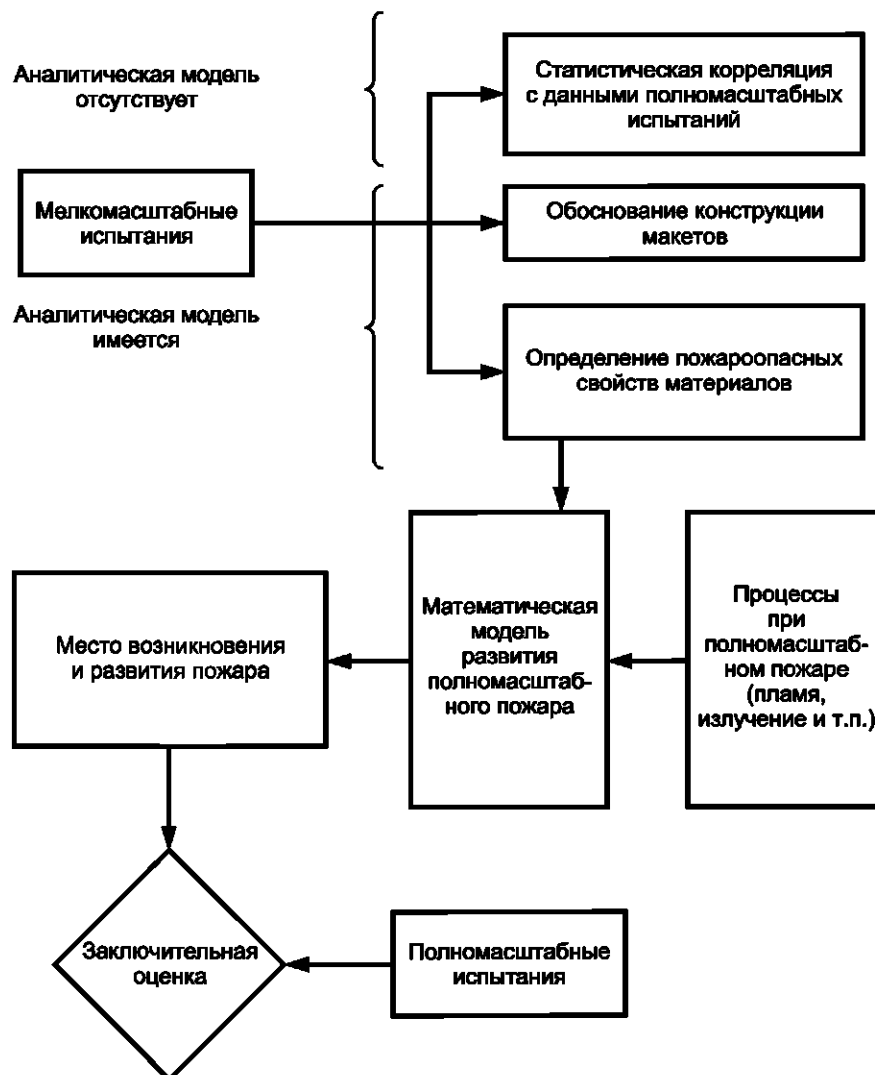 Аналитическая модель
отсутствует
Статистическая корреляция
с данными полномасштабных
испытаний
Мелкомасштабные
испытания
Обоснование конструкции
макетов
Аналитическая модель
имеется
Определение пожароопасных
свойств материалов
Место возникновения
и развития пожара
Математическая
модель
развития
полномасштаб-
ного пожара
Процессы
при
полномасштаб-
ном пожаре
(пламя,
излучение и т.п.)
Заключительная
оценка
Полномасштабные
испытания